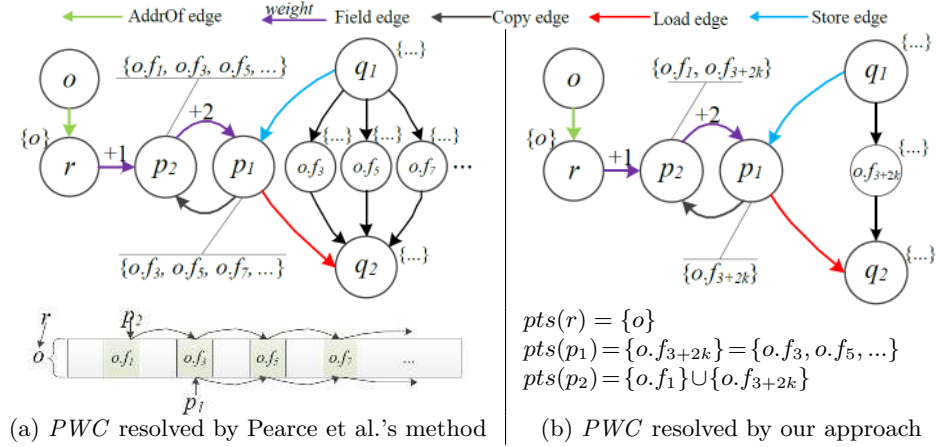 AddrOf edge weight Field edge Copy edge Load edge Store edge
{o.f₁, o.f₃, o.f₅, ...}
{...}
o
q₁
{o}
+1
+2
r
p₂
p₁
{...} {...} {...}
o.f₃ o.f₅ o.f₇ ...
{o.f₃, o.f₅, o.f₇, ...}
q₂ {...}
r
p₂
o { o.f₁ o.f₃ o.f₅ o.f₇ ...
p₁
(a) PWC resolved by Pearce et al.'s method
{o.f₁, o.f₃₊₂ₖ}
{...}
o
q₁
{o}
+1
+2
r
p₂
p₁
{...}
o.f₃₊₂ₖ
{o.f₃₊₂ₖ}
q₂ {...}
pts(r) = {o}
pts(p₁)={o.f₃₊₂ₖ}={o.f₃, o.f₅, ...}
pts(p₂)={o.f₁}∪{o.f₃₊₂ₖ}
(b) PWC resolved by our approach